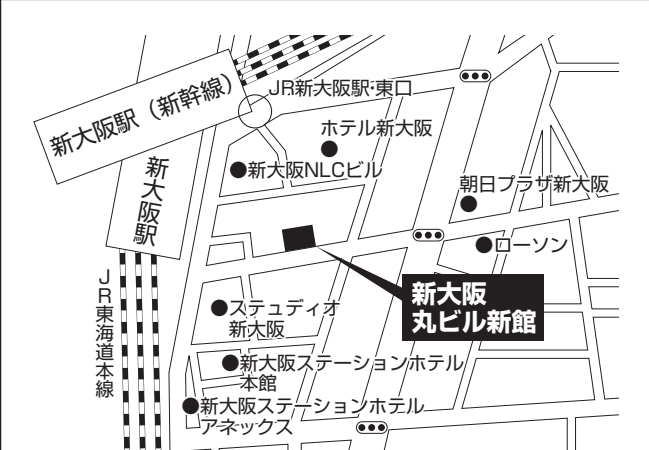 新大阪駅（新幹線）
JR新大阪駅・東口
ホテル新大阪
新大阪駅
新大阪NLCビル
朝日プラザ新大阪
ローソン
JR東海道本線
新大阪
丸ビル新館
ステュディオ
新大阪
新大阪ステーションホテル
本館
新大阪ステーションホテル
アネックス